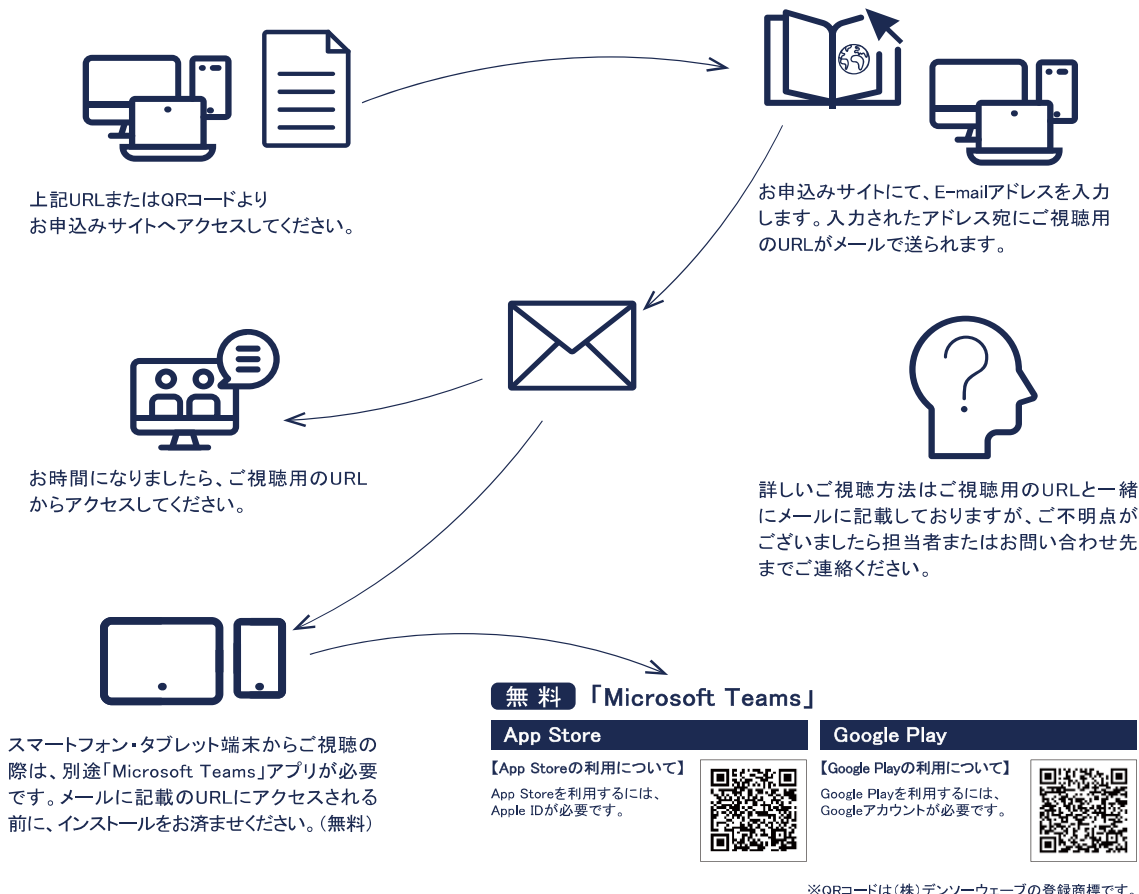 上記URLまたはQRコードより
お申込みサイトへアクセスしてください。
お申込みサイトにて、E-mailアドレスを入力
します。入力されたアドレス宛にご視聴用
のURLがメールで送られます。
お時間になりましたら、ご視聴用のURL
からアクセスしてください。
?
詳しいご視聴方法はご視聴用のURLと一緒
にメールに記載しておりますが、ご不明点が
ございましたら担当者またはお問い合わせ先
までご連絡ください。
スマートフォン・タブレット端末からご視聴の
際は、別途「Microsoft Teams」アプリが必要
です。メールに記載のURLにアクセスされる
前に、インストールをお済ませください。(無料)
無料 「Microsoft Teams」
App Store
【App Storeの利用について】
App Storeを利用するには、
Apple IDが必要です。
Google Play
【Google Playの利用について】
Google Playを利用するには、
Googleアカウントが必要です。
※QRコードは(株)デンソーウェーブの登録商標です。